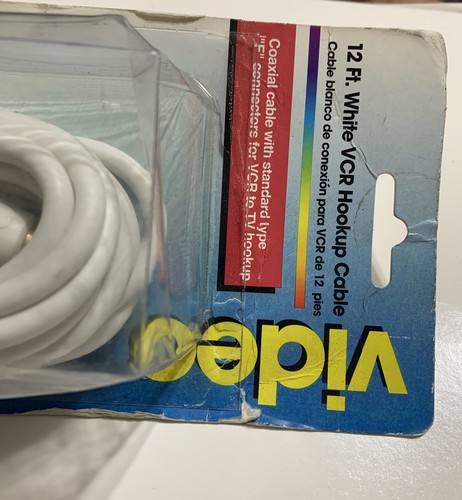 12 Ft. White VCR Hookup Cable
Cable blanco de conexión para VCR de 12 pies
Coaxial cable with standard type
"F" connectors for VCR to TV hookup
video